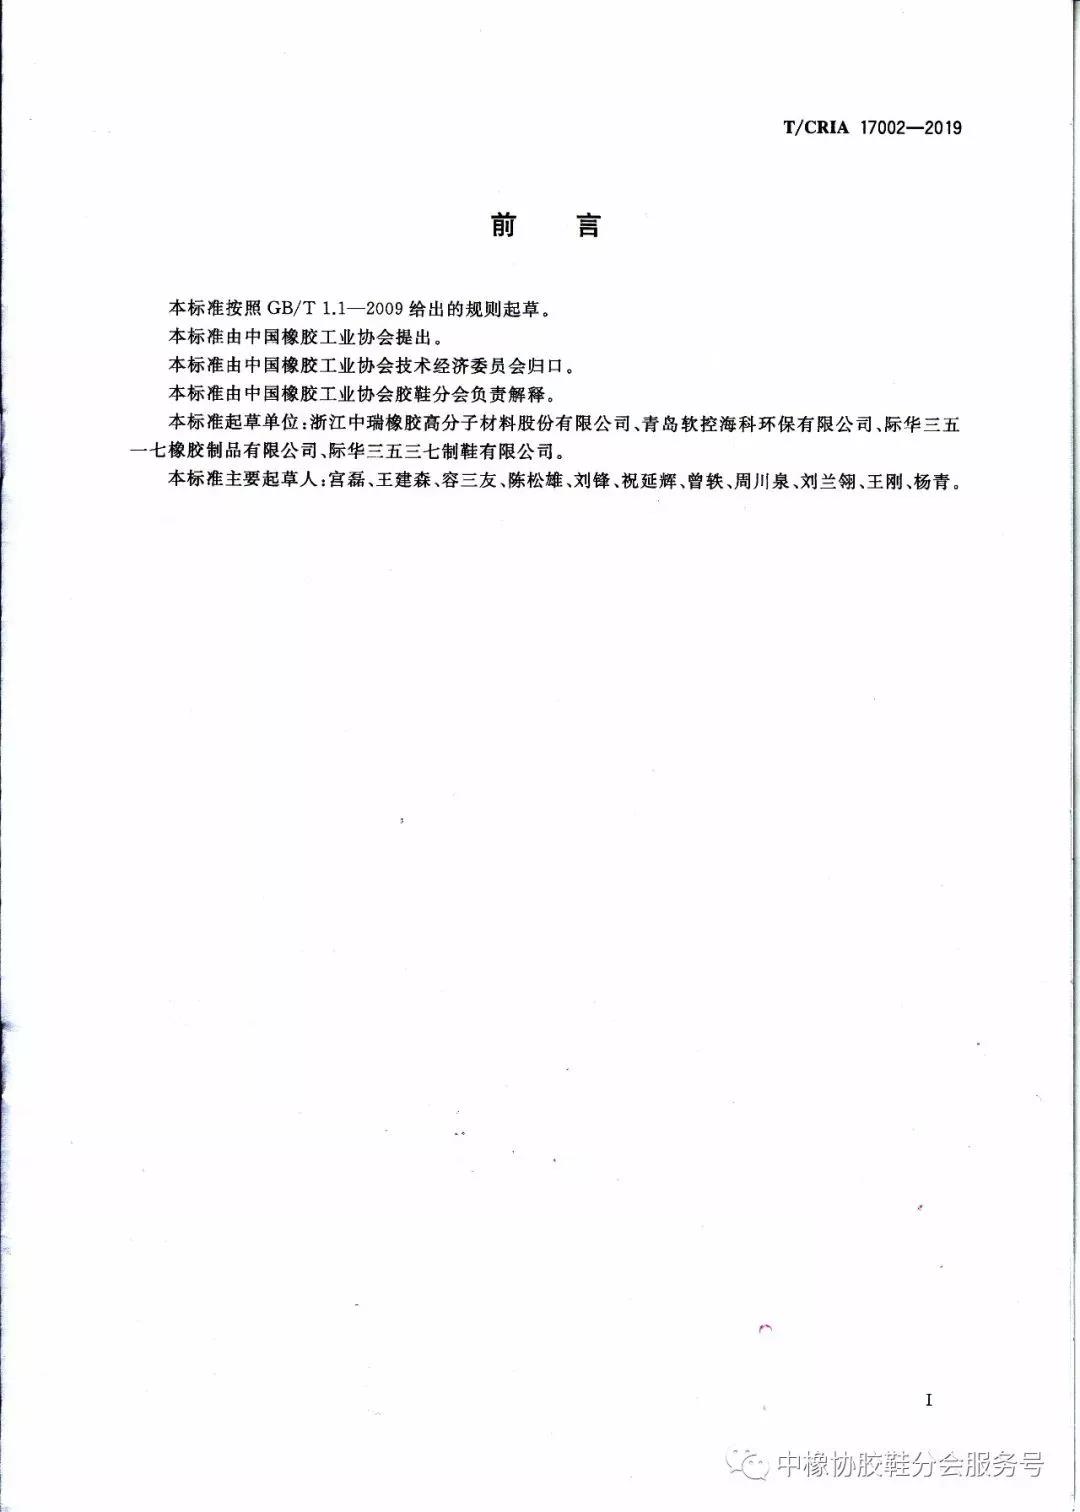 T/CRIA 17002—2019
前 言
本标准按照 GB/T 1.1—2009 给出的规则起草。
本标准由中国橡胶工业协会提出。
本标准由中国橡胶工业协会技术经济委员会归口。
本标准由中国橡胶工业协会胶鞋分会负责解释。
本标准起草单位:浙江中瑞橡胶高分子材料股份有限公司、青岛软控海科环保有限公司、际华三五
一七橡胶制品有限公司、际华三五三七制鞋有限公司。
本标准主要起草人:宫磊、王建森、容三友、陈松雄、刘锋、祝延辉、曾轶、周川泉、刘兰翎、王刚、杨青。
I
中橡协胶鞋分会服务号